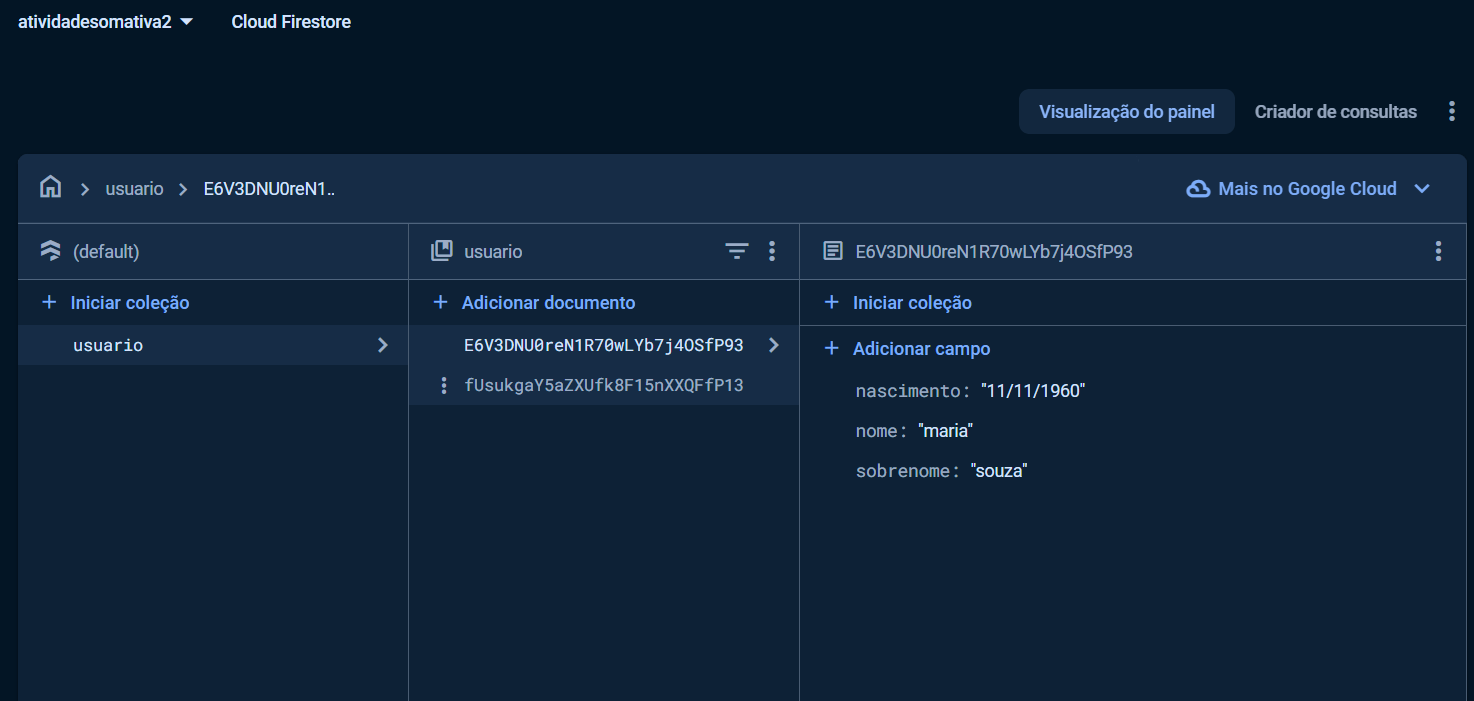 atividadesomativa2 Cloud Firestore
Visualização do painel Criador de consultas
usuario E6V3DNU0reN1.. Mais no Google Cloud
(default) usuario E6V3DNU0reN1R70wLYb7j4OSfP93
+ Iniciar coleção + Adicionar documento + Iniciar coleção
usuario E6V3DNU0reN1R70wLYb7j4OSfP93 + Adicionar campo
fUsukgaY5aZXUfk8F15nXXQFfP13 nascimento: "11/11/1960"
nome: "maria"
sobrenome: "souza"